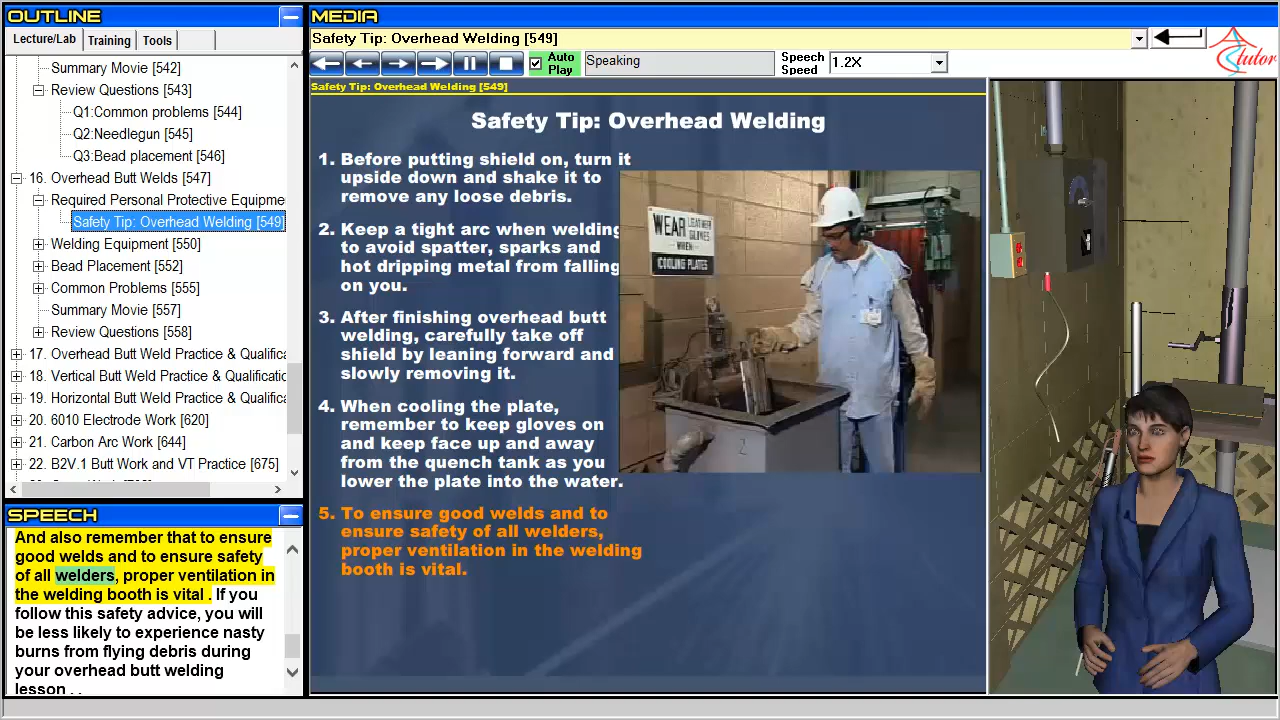 OUTLINE
Lecture/Lab Training Tools
Summary Movie [542]
Review Questions [543]
Q1:Common problems [544]
Q2:Needlegun [545]
Q3:Bead placement [546]
16. Overhead Butt Welds [547]
Required Personal Protective Equipme
Safety Tip: Overhead Welding [549]
Welding Equipment [550]
Bead Placement [552]
Common Problems [555]
Summary Movie [557]
Review Questions [558]
17. Overhead Butt Weld Practice & Qualifica
18. Vertical Butt Weld Practice & Qualificatio
19. Horizontal Butt Weld Practice & Qualifica
20. 6010 Electrode Work [620]
21. Carbon Arc Work [644]
22. B2V.1 Butt Work and VT Practice [675]
SPEECH
And also remember that to ensure
good welds and to ensure safety
of all welders, proper ventilation in
the welding booth is vital . If you
follow this safety advice, you will
be less likely to experience nasty
burns from flying debris during
your overhead butt welding
lesson . .
MEDIA
Safety Tip: Overhead Welding [549]
Auto
Play
Speaking
Speech
Speed
1.2X
tutor
Safety Tip: Overhead Welding [549]
Safety Tip: Overhead Welding
1. Before putting shield on, turn it
upside down and shake it to
remove any loose debris.
2. Keep a tight arc when welding
to avoid spatter, sparks and
hot dripping metal from falling
on you.
3. After finishing overhead butt
welding, carefully take off
shield by leaning forward and
slowly removing it.
4. When cooling the plate,
remember to keep gloves on
and keep face up and away
from the quench tank as you
lower the plate into the water.
5. To ensure good welds and to
ensure safety of all welders,
proper ventilation in the welding
booth is vital.
WEAR LEATHER
GLOVES
WHEN
COOLING PLATES